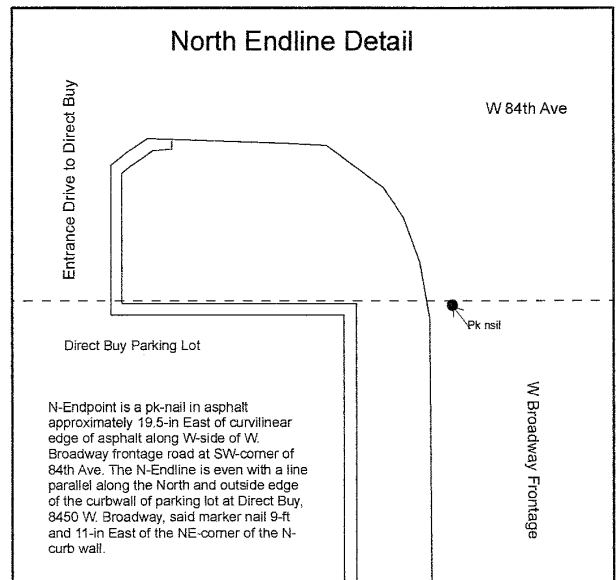 North Endline Detail
W 84th Ave
Entrance Drive to Direct Buy
Pk nsil
Direct Buy Parking Lot
N-Endpoint is a pk-nail in asphalt
approximately 19.5-in East of curvilinear
edge of asphalt along W-side of W.
Broadway frontage road at SW-corner of
84th Ave. The N-Endline is even with a line
parallel along the North and outside edge
of the curbwall of parking lot at Direct Buy,
8450 W. Broadway, said marker nail 9-ft
and 11-in East of the NE-corner of the N-
curb wall.
W Broadway Frontage